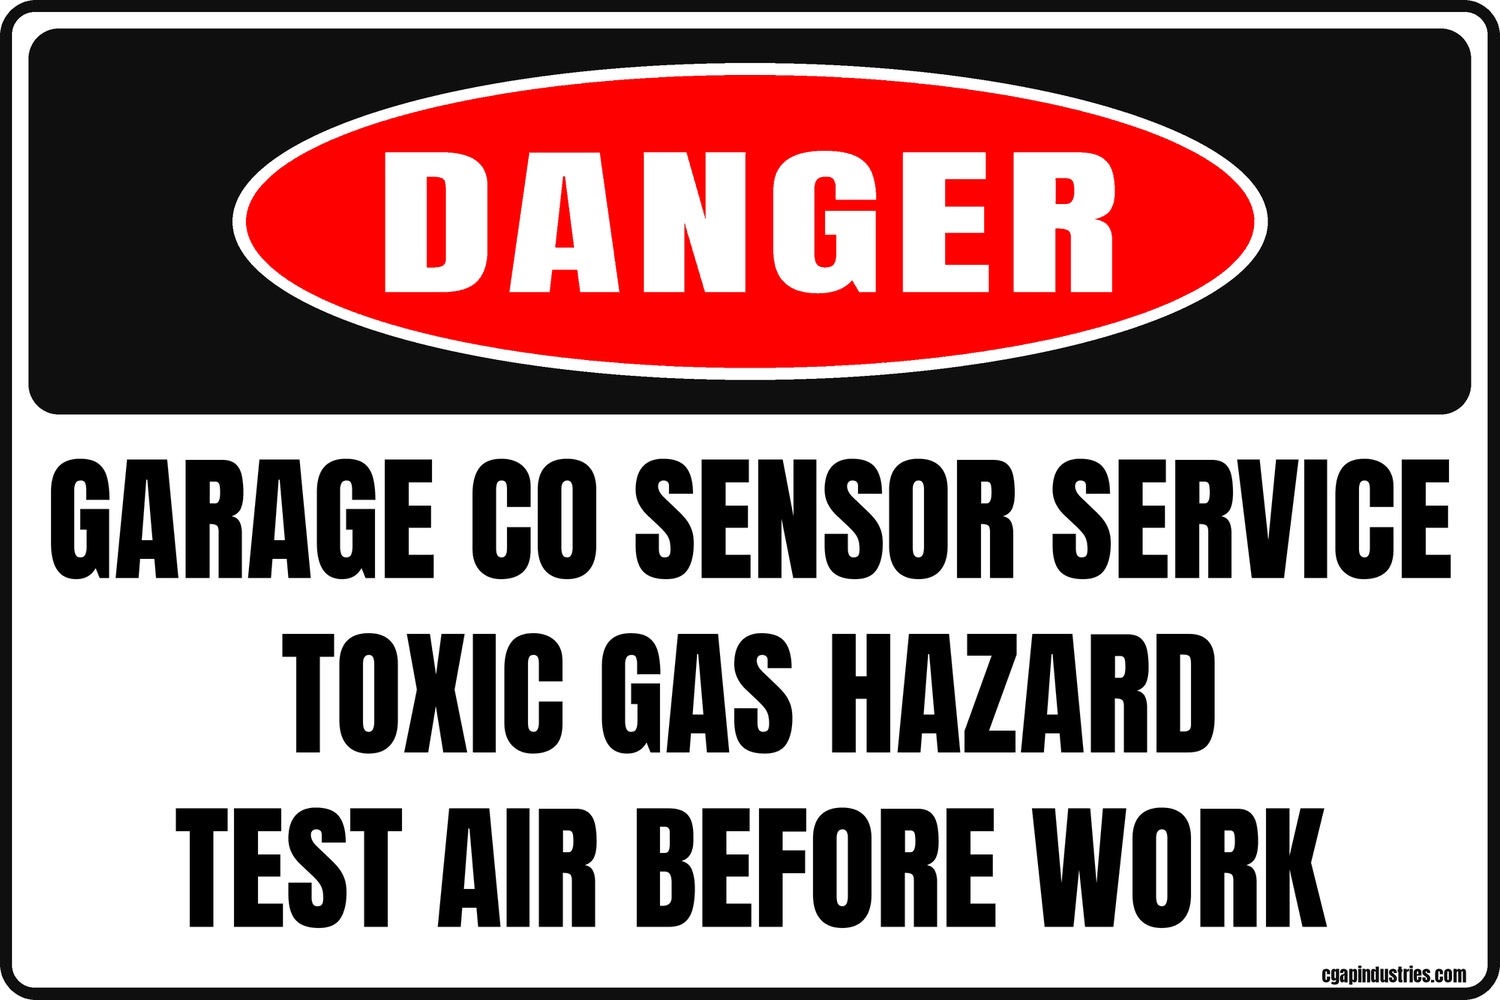 DANGER
GARAGE CO SENSOR SERVICE
TOXIC GAS HAZARD
TEST AIR BEFORE WORK
cgapindustries.com